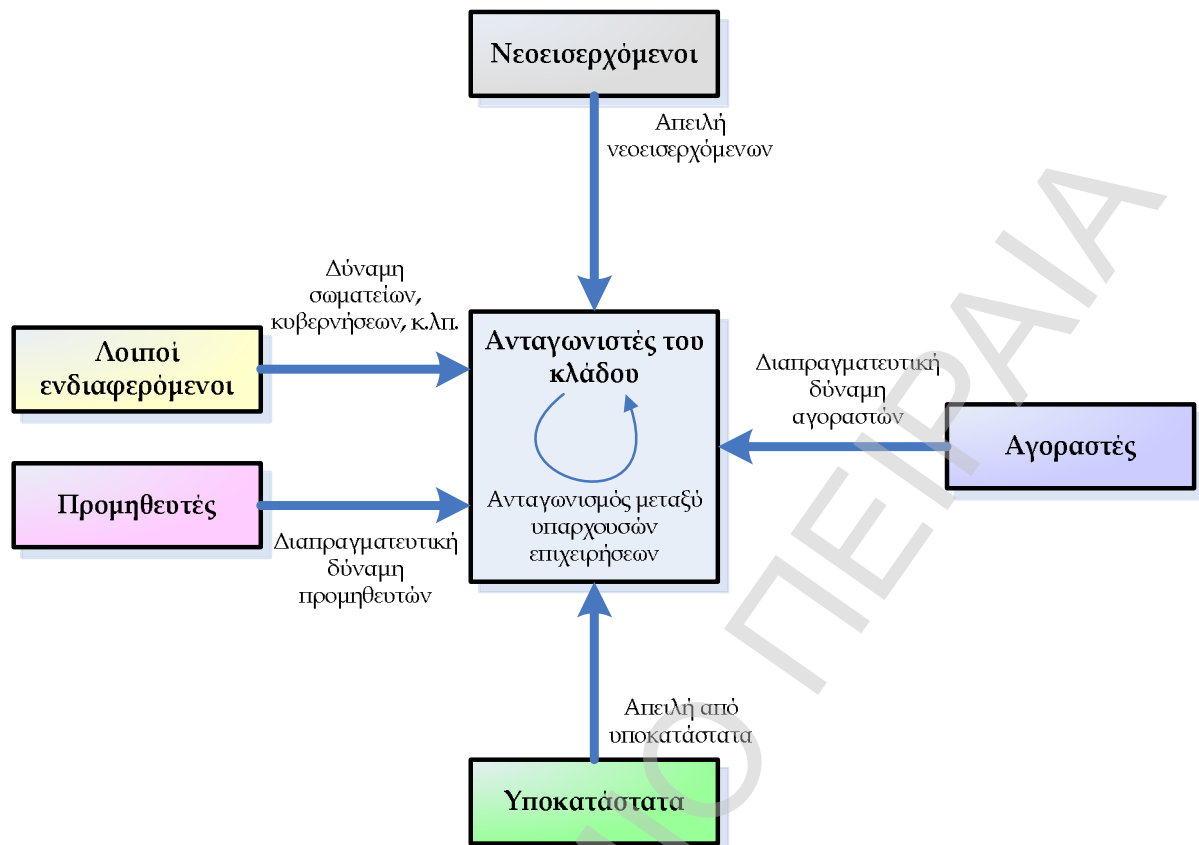 Νεοεισερχόμενοι
Απειλή
νεοεισερχόμενων
Δύναμη
σωματείων,
κυβερνήσεων, κ.λπ.
Λοιποί
ενδιαφερόμενοι
Ανταγωνιστές του
κλάδου
Διαπραγματευτική
δύναμη
αγοραστών
Αγοραστές
Προμηθευτές
Ανταγωνισμός μεταξύ
υπαρχουσών
επιχειρήσεων
Διαπραγματευτική
δύναμη
προμηθευτών
Απειλή από
υποκατάστατα
Υποκατάστατα
ΠΕΙΡΑΙΑ